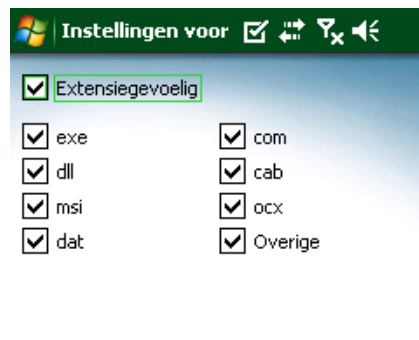 Instellingen voor
Extensiegevoelig
exe com
dll cab
msi ocx
dat Overige